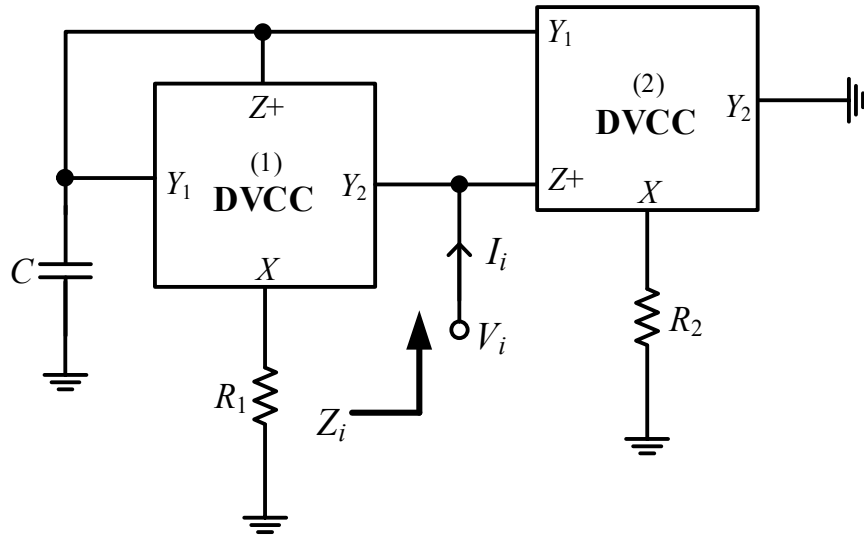 Y1
(2)
DVCC
Y2
Z+
X
Z+
(1)
DVCC
Y1
Y2
X
C
Ii
Vi
R2
R1
Zi